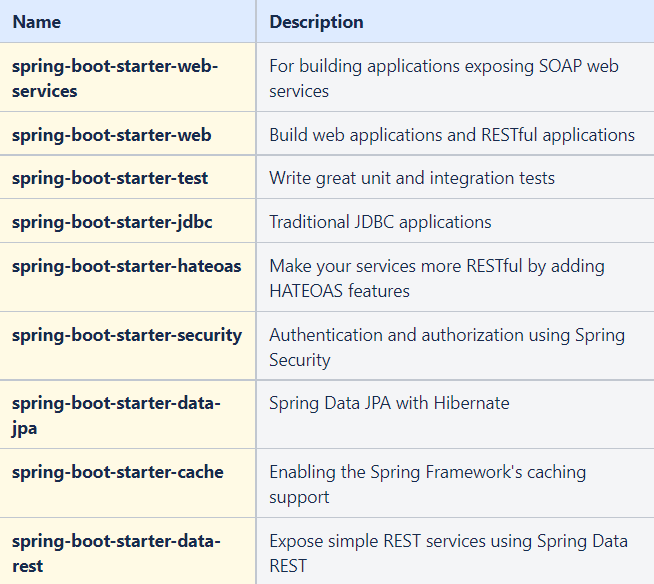 Name Description
spring-boot-starter-web- For building applications exposing SOAP web
services services
spring-boot-starter-web Build web applications and RESTful applications
spring-boot-starter-test Write great unit and integration tests
spring-boot-starter-jdbc Traditional JDBC applications
spring-boot-starter-hateoas Make your services more RESTful by adding
HATEOAS features
spring-boot-starter-security Authentication and authorization using Spring
Security
spring-boot-starter-data- Spring Data JPA with Hibernate
jpa
spring-boot-starter-cache Enabling the Spring Framework's caching
support
spring-boot-starter-data- Expose simple REST services using Spring Data
rest REST